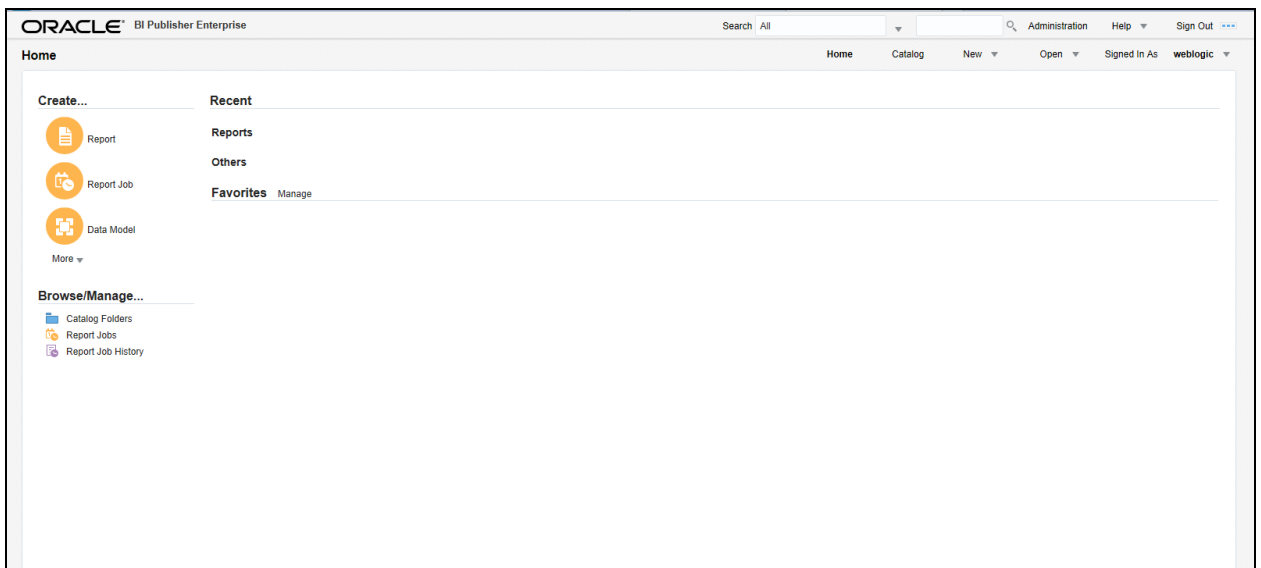 ORACLE BI Publisher Enterprise Search All Administration Help Sign Out
Home Home Catalog New Open Signed In As weblogic
Create...
Report
Report Job
Data Model
More
Browse/Manage...
Catalog Folders
Report Jobs
Report Job History
Recent
Reports
Others
Favorites Manage